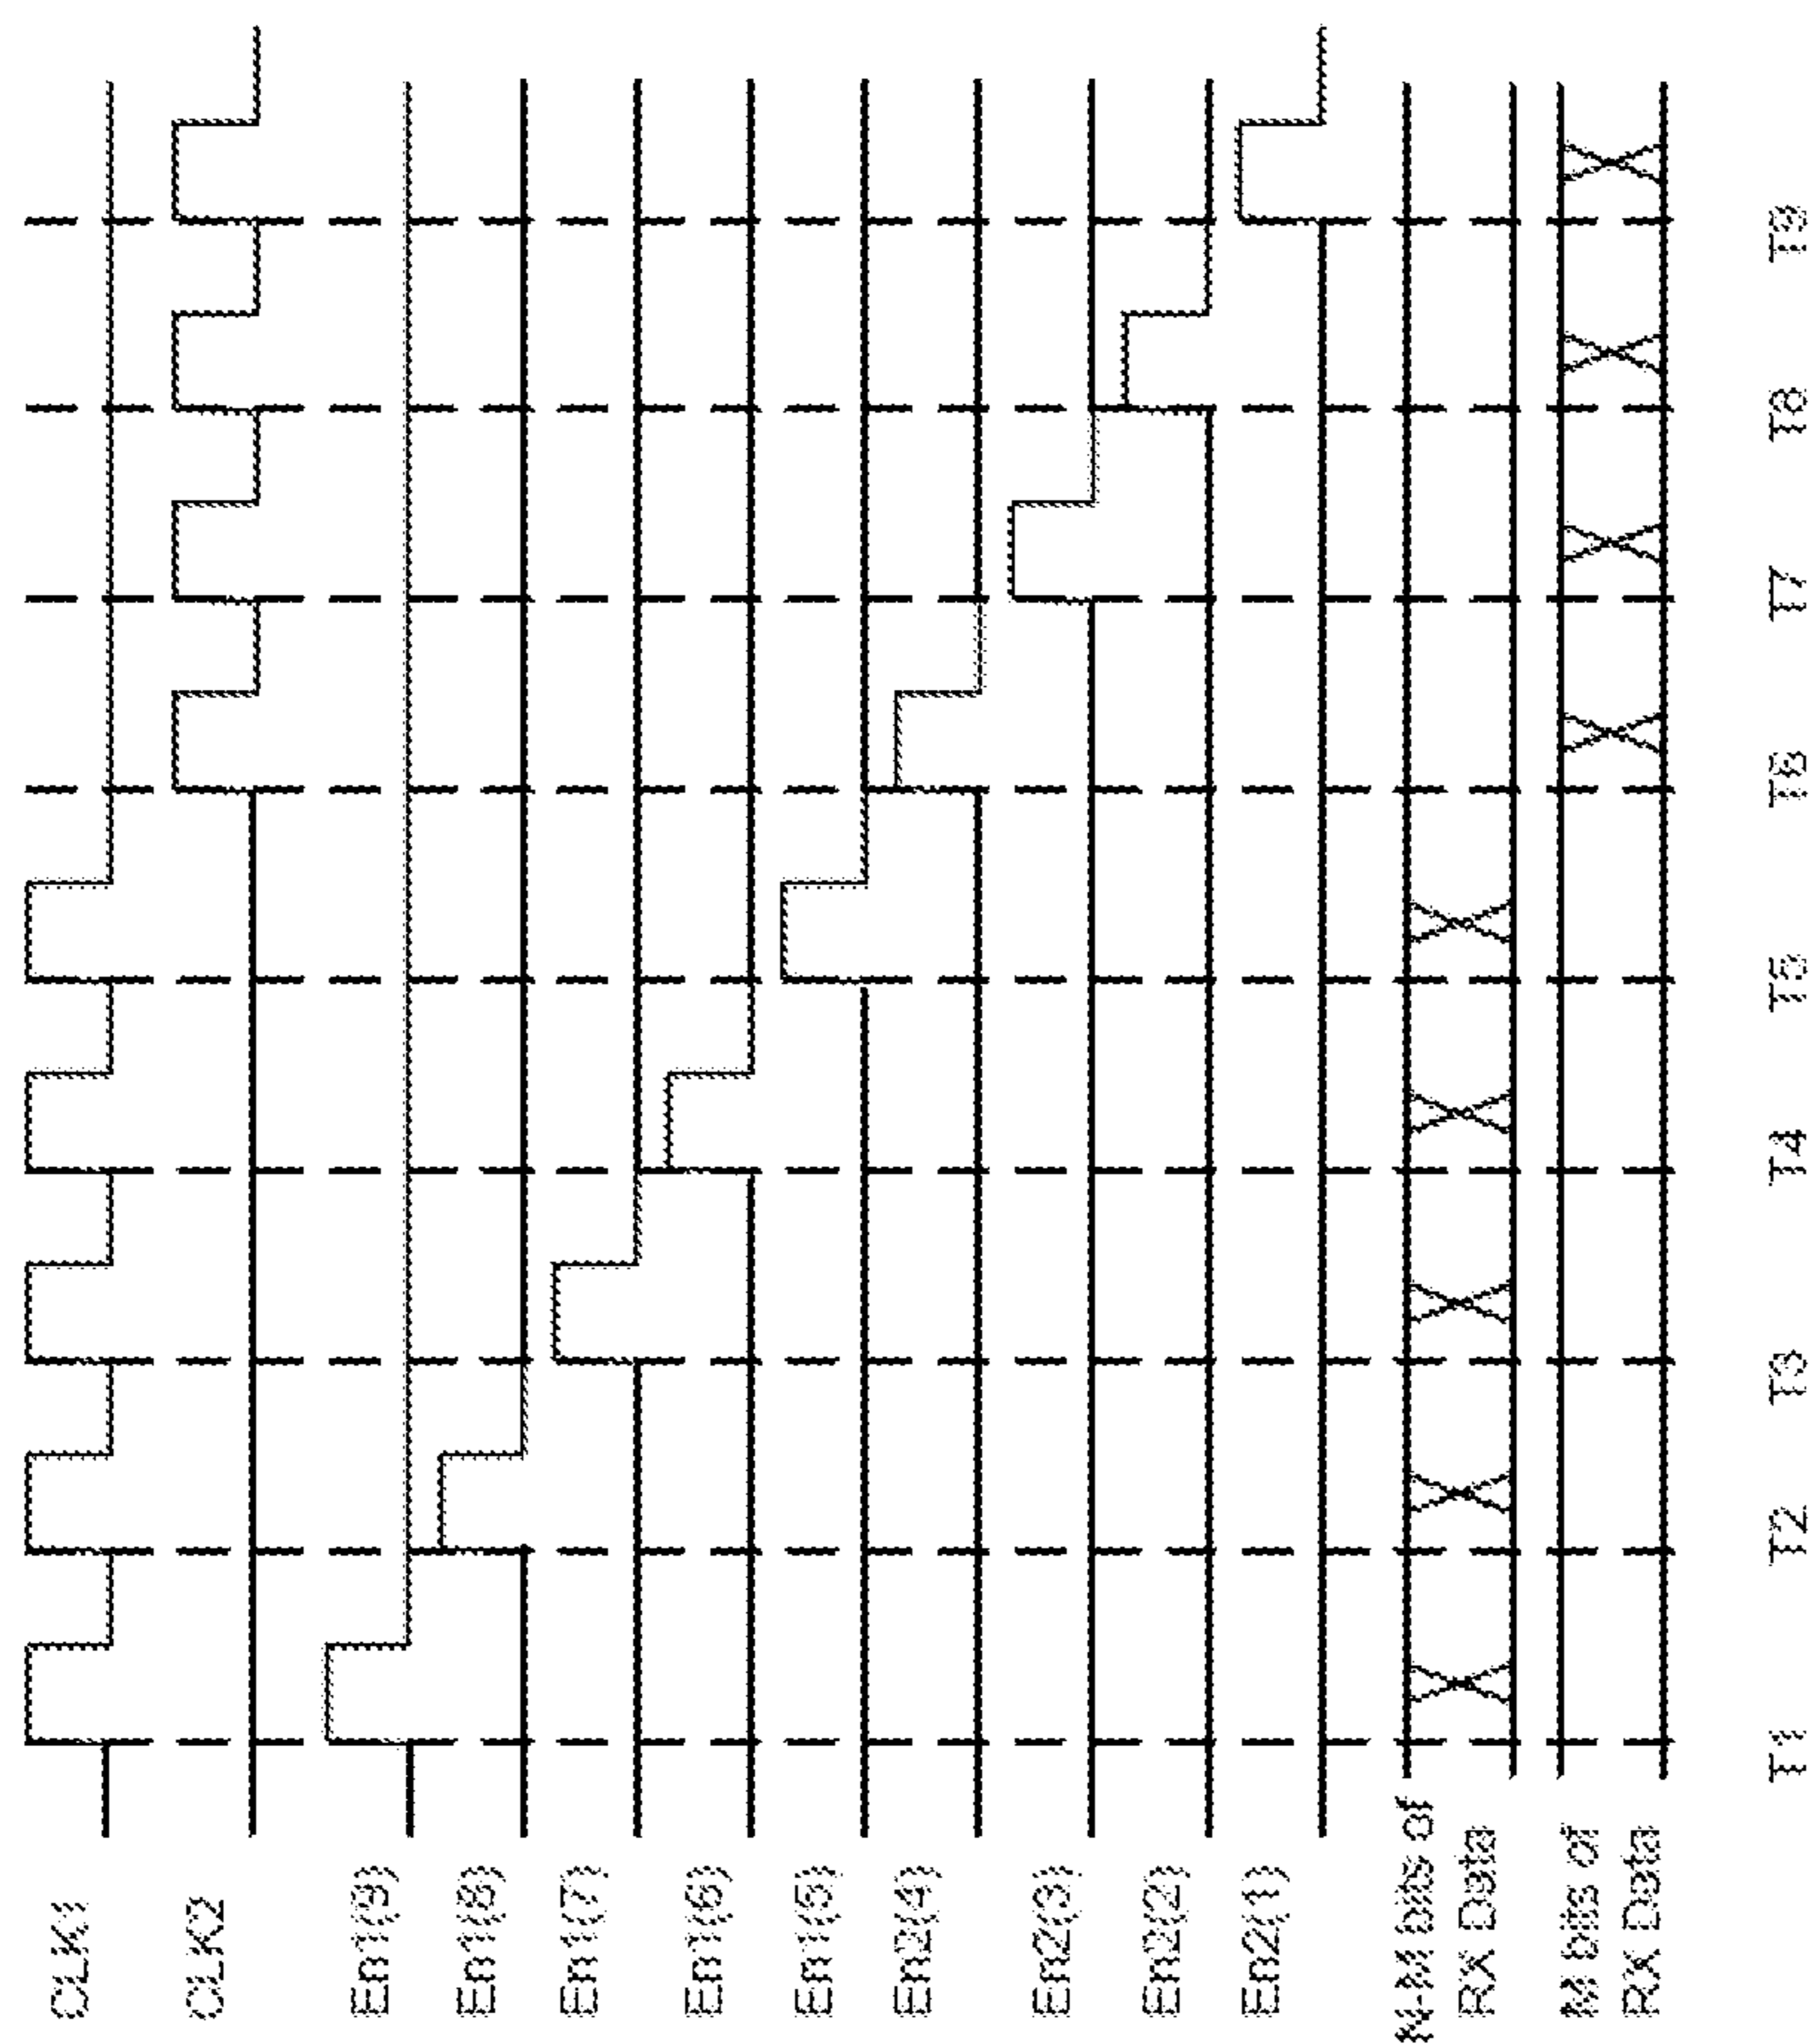 CLK1
CLK2
En1(9)
En1(8)
En1(7)
En1(6)
En1(5)
En2(4)
En2(3)
En2(2)
En2(1)
N-M bits of
RX Data
M bits of
RX Data
T1 T2 T3 T4 T5 T6 T7 T8 T9